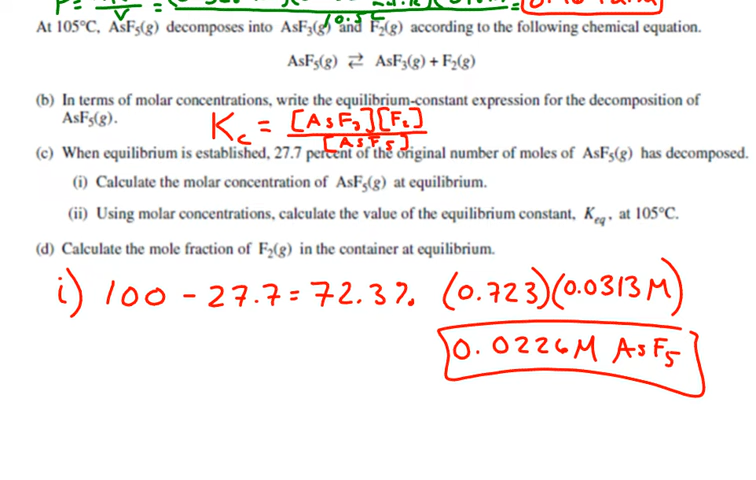 At 105°C, AsF₅(g) decomposes into AsF₃(g) and F₂(g) according to the following chemical equation.
AsF₅(g) ⇄ AsF₃(g) + F₂(g)
(b) In terms of molar concentrations, write the equilibrium-constant expression for the decomposition of
AsF₅(g).
Kc = [AsF₃][F₂] / [AsF₅]
(c) When equilibrium is established, 27.7 percent of the original number of moles of AsF₅(g) has decomposed.
(i) Calculate the molar concentration of AsF₅(g) at equilibrium.
(ii) Using molar concentrations, calculate the value of the equilibrium constant, Keq, at 105°C.
(d) Calculate the mole fraction of F₂(g) in the container at equilibrium.
i) 100 - 27.7 = 72.3% (0.723)(0.0313 M)
0.0226 M AsF₅